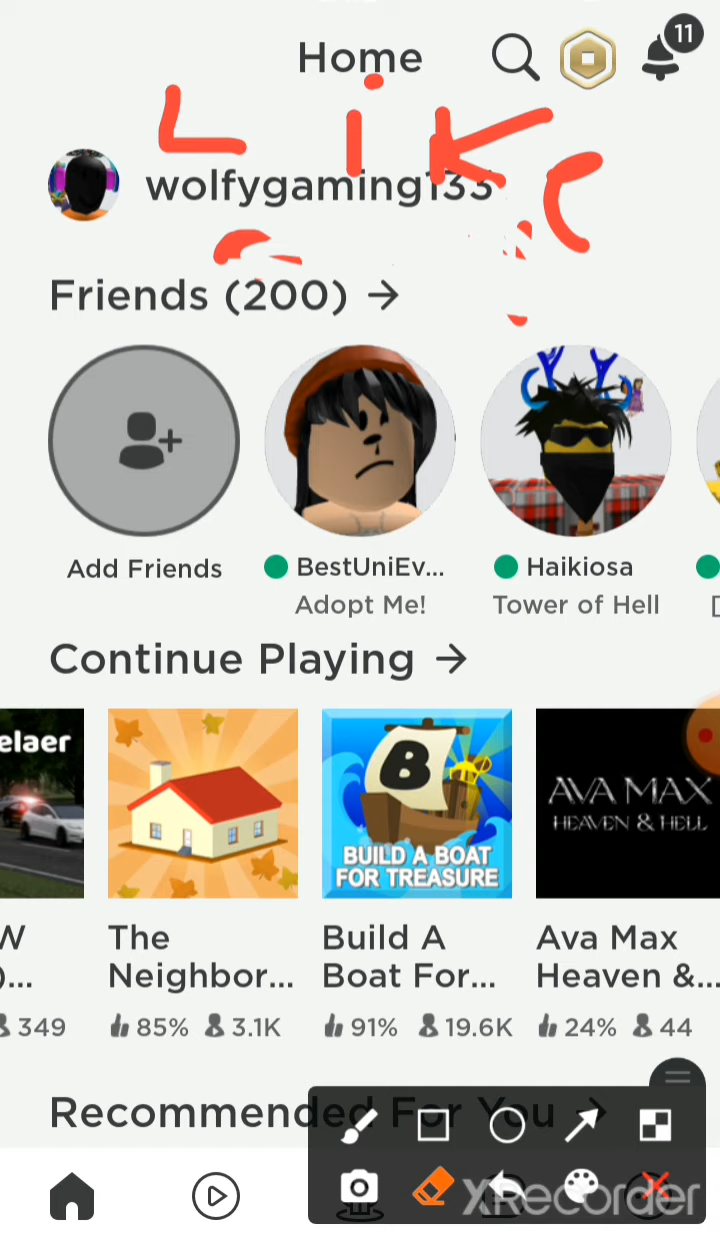 Home
11
LIKC
wolfygaming133
Friends (200) →
Add Friends
BestUniEv...
Haikiosa
Adopt Me!
Tower of Hell
elaer
B
BUILD A BOAT
FOR TREASURE
AVA MAX
HEAVEN & HELL
Continue Playing →
W
The
Neighbor...
Build A
Boat For...
Ava Max
Heaven &...
349
85% 3.1K
91% 19.6K
24% 44
Recommended For You →
XRecorder